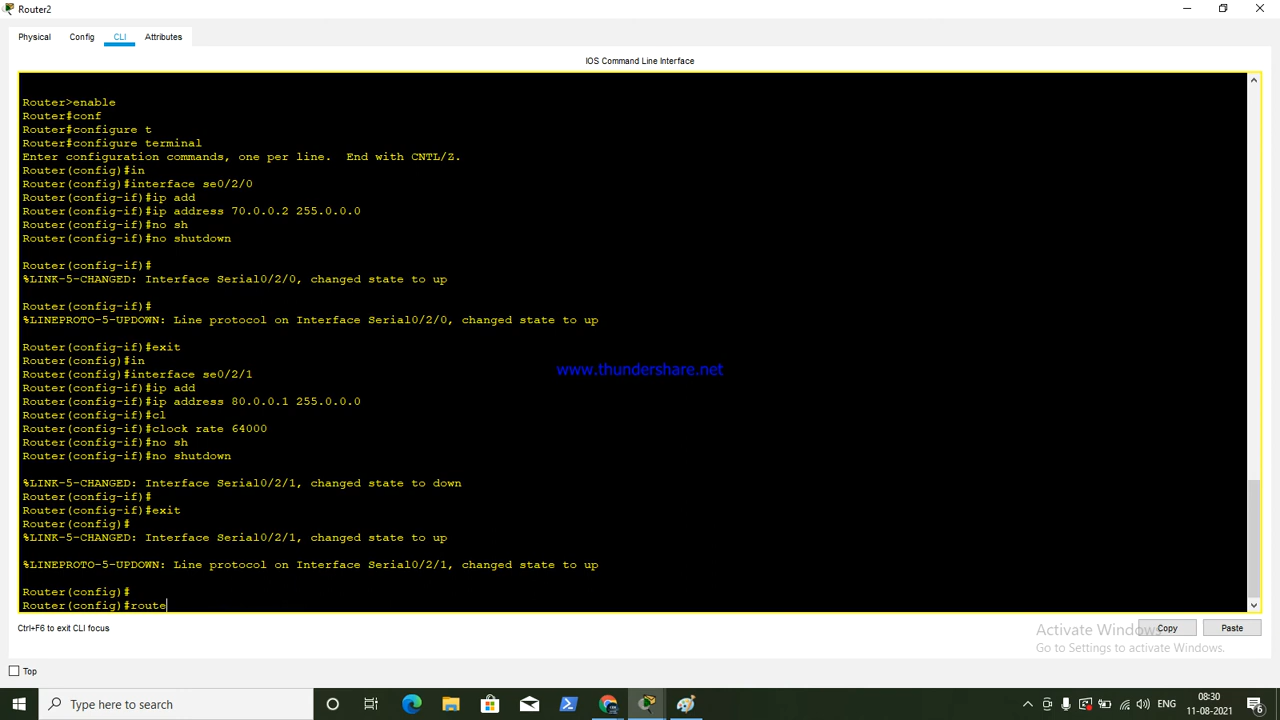 Router2
Physical Config CLI Attributes
IOS Command Line Interface
Router>enable
Router#conf
Router#configure t
Router#configure terminal
Enter configuration commands, one per line.  End with CNTL/Z.
Router(config)#in
Router(config)#interface se0/2/0
Router(config-if)#ip add
Router(config-if)#ip address 70.0.0.2 255.0.0.0
Router(config-if)#no sh
Router(config-if)#no shutdown
Router(config-if)#
%LINK-5-CHANGED: Interface Serial0/2/0, changed state to up
Router(config-if)#
%LINEPROTO-5-UPDOWN: Line protocol on Interface Serial0/2/0, changed state to up
Router(config-if)#exit
Router(config)#in
Router(config)#interface se0/2/1
Router(config-if)#ip add
Router(config-if)#ip address 80.0.0.1 255.0.0.0
Router(config-if)#cl
Router(config-if)#clock rate 64000
Router(config-if)#no sh
Router(config-if)#no shutdown
%LINK-5-CHANGED: Interface Serial0/2/1, changed state to down
Router(config-if)#
Router(config-if)#exit
Router(config)#
%LINK-5-CHANGED: Interface Serial0/2/1, changed state to up
%LINEPROTO-5-UPDOWN: Line protocol on Interface Serial0/2/1, changed state to up
Router(config)#
Router(config)#route
www.thundershare.net
Ctrl+F6 to exit CLI focus
Copy Paste
Activate Windows
Go to Settings to activate Windows.
Top
Type here to search
ENG
08:30
11-08-2021
6